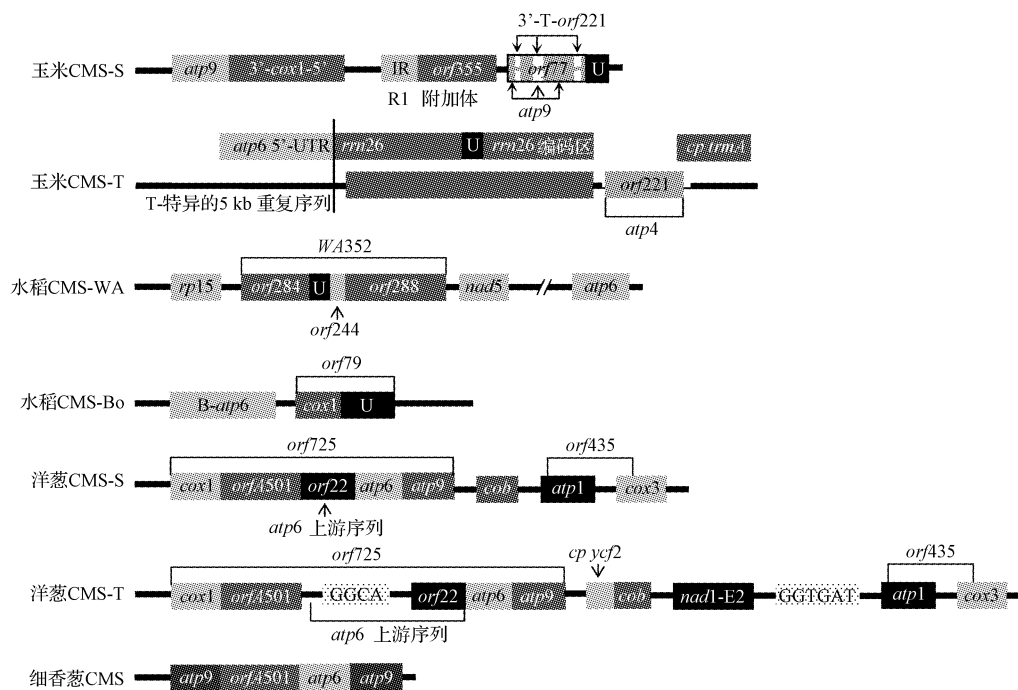 3’-T-orf221
玉米CMS-S atp9 3’-cox1-5’ IR orf355 orf77 U
R1 附加体 atp9
atp6 5’-UTR rrn26 U rrn26 编码区 cp trnA
玉米CMS-T orf221
T-特异的5 kb 重复序列 atp4
WA352
水稻CMS-WA rp15 orf284 U orf288 nad5 atp6
orf244
orf79
水稻CMS-Bo B-atp6 cox1 U
orf725 orf435
洋葱CMS-S cox1 orf4501 orf22 atp6 atp9 cob atp1 cox3
atp6 上游序列
orf725 cp ycf2 orf435
洋葱CMS-T cox1 orf4501 GGCA orf22 atp6 atp9 cob nad1-E2 GGTGAT atp1 cox3
atp6 上游序列
细香葱CMS atp9 orf4501 atp6 atp9